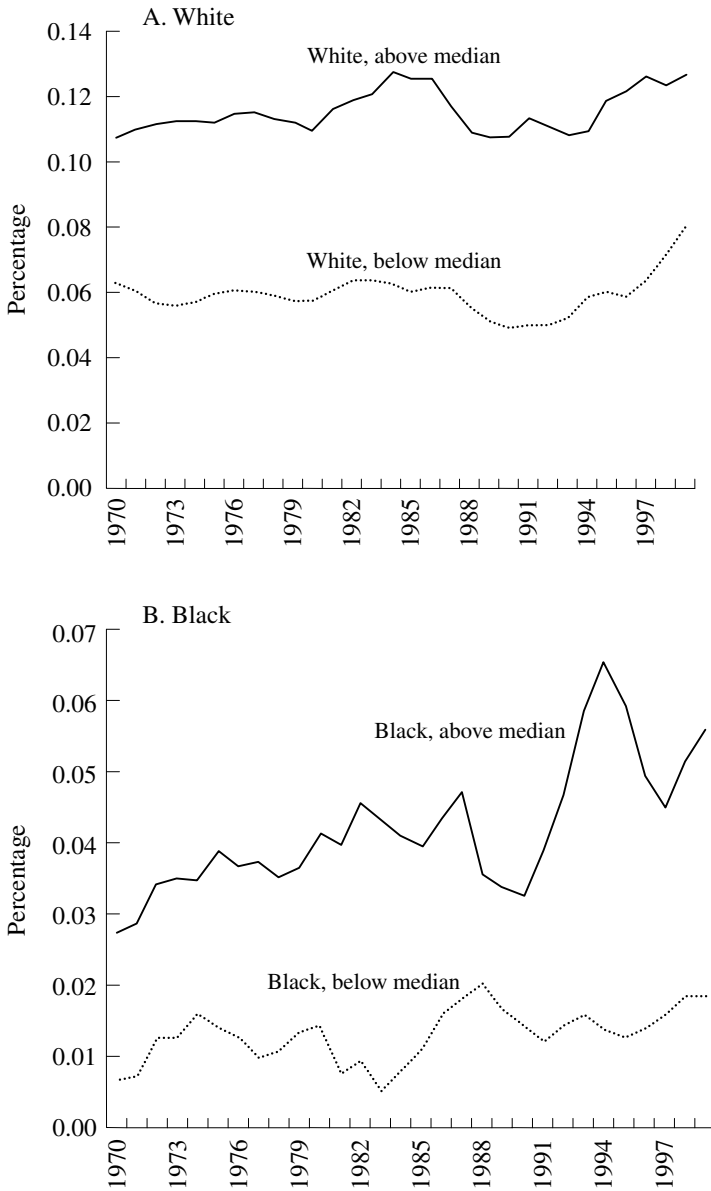 A. White
0.14
0.12
0.10
0.08
0.06
0.04
0.02
0.00
Percentage
White, above median
White, below median
1970 1973 1976 1979 1982 1985 1988 1991 1994 1997
B. Black
0.07
0.06
0.05
0.04
0.03
0.02
0.01
0.00
Percentage
Black, above median
Black, below median
1970 1973 1976 1979 1982 1985 1988 1991 1994 1997